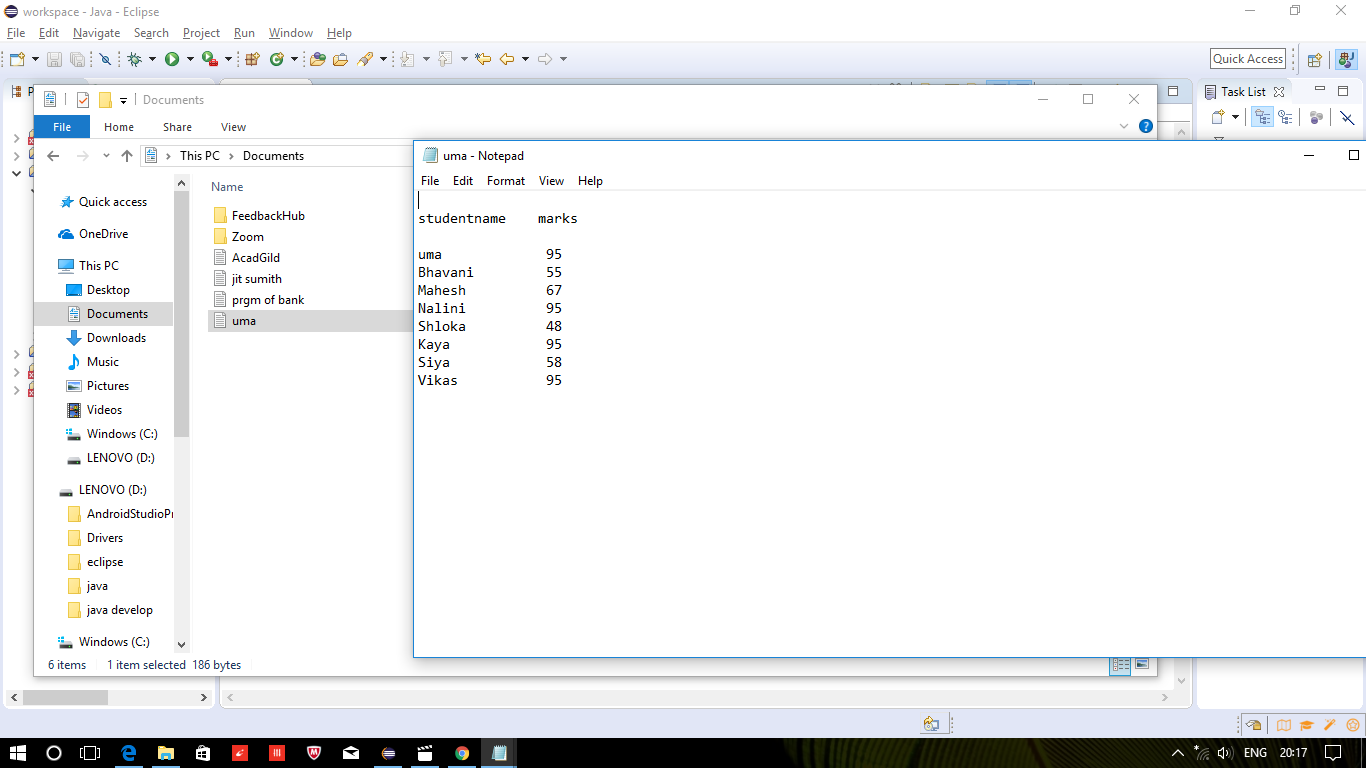 workspace - Java - Eclipse
File Edit Navigate Search Project Run Window Help
Quick Access
Task List
Documents
File Home Share View
This PC Documents
Name
Quick access
OneDrive
This PC
Desktop
Documents
Downloads
Music
Pictures
Videos
Windows (C:)
LENOVO (D:)
LENOVO (D:)
AndroidStudioPr
Drivers
eclipse
java
java develop
Windows (C:)
FeedbackHub
Zoom
AcadGild
jit sumith
prgm of bank
uma
6 items 1 item selected 186 bytes
uma - Notepad
File Edit Format View Help
studentname marks
uma 95
Bhavani 55
Mahesh 67
Nalini 95
Shloka 48
Kaya 95
Siya 58
Vikas 95
ENG 20:17